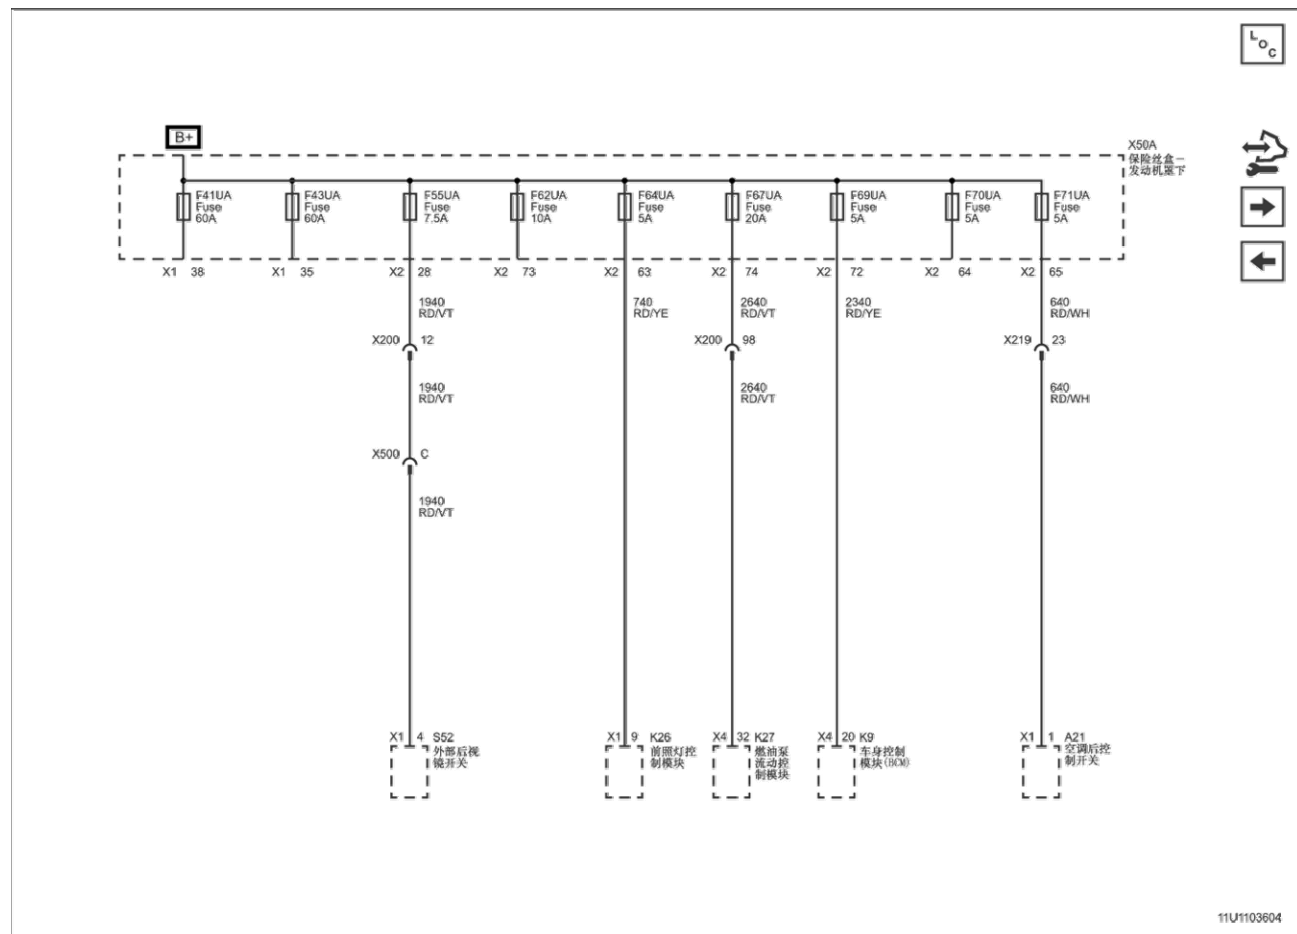 L
O
C
B+
X50A
保险丝盒－
发动机罩下
F41UA
Fuse
60A
F43UA
Fuse
60A
F55UA
Fuse
7.5A
F62UA
Fuse
10A
F64UA
Fuse
5A
F67UA
Fuse
20A
F69UA
Fuse
5A
F70UA
Fuse
5A
F71UA
Fuse
5A
X1 38
X1 35
X2 28
X2 73
X2 63
X2 74
X2 72
X2 64
X2 65
1940
RD/VT
740
RD/YE
2640
RD/VT
2340
RD/YE
640
RD/WH
X200 12
X200 98
X219 23
1940
RD/VT
2640
RD/VT
640
RD/WH
X500 C
1940
RD/VT
X1 4 S52
外部后视
镜开关
X1 9 K26
前照灯控
制模块
X4 32 K27
燃油泵
流动控
制模块
X4 20 K9
车身控制
模块(BCM)
X1 1 A21
空调后控
制开关
11U1103604